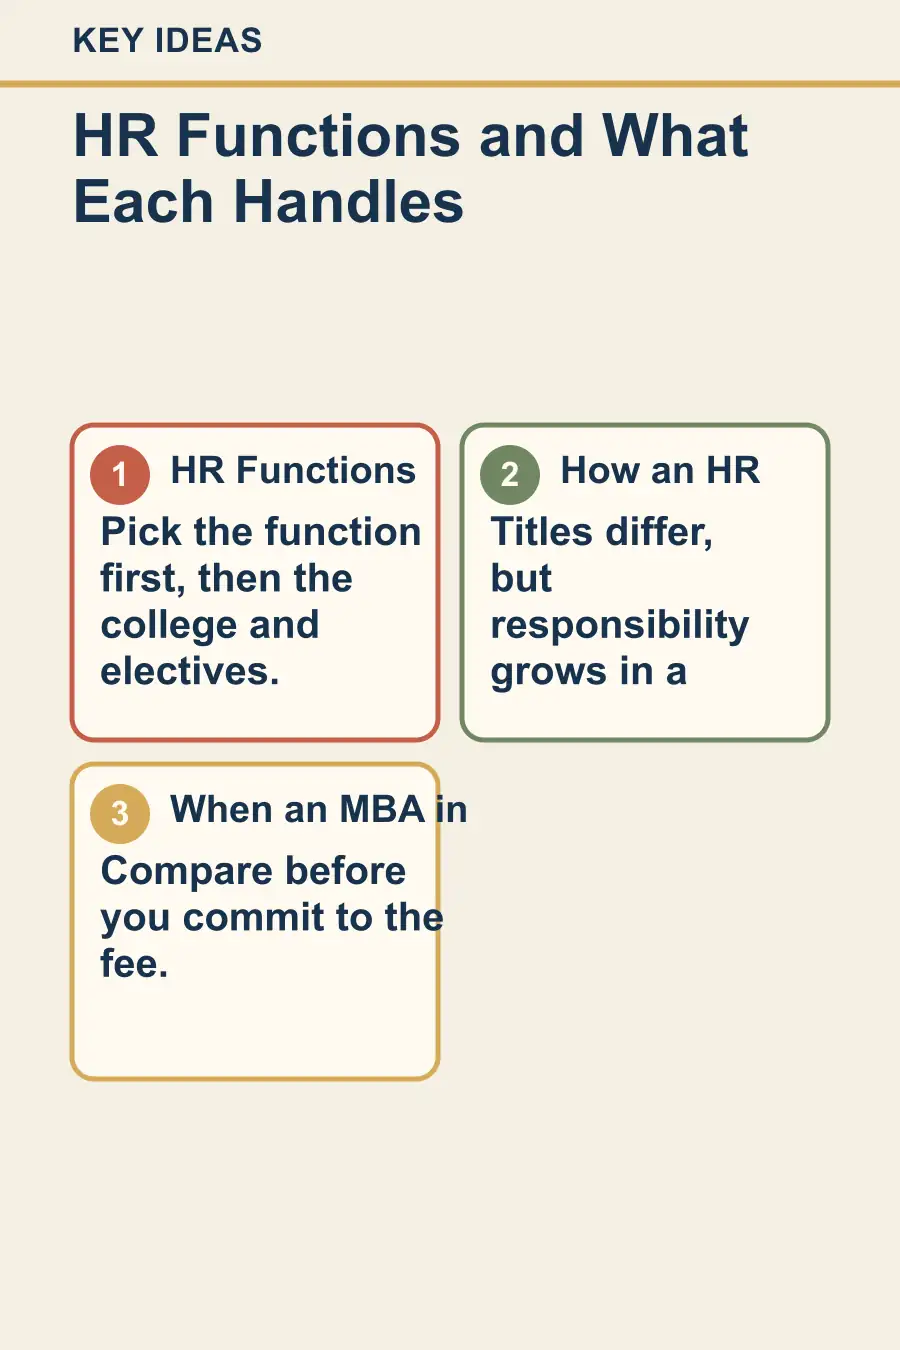 KEY IDEAS
HR Functions and What
Each Handles
1 HR Functions
Pick the function
first, then the
college and
electives.
2 How an HR
Titles differ,
but
responsibility
grows in a
3 When an MBA in
Compare before
you commit to the
fee.